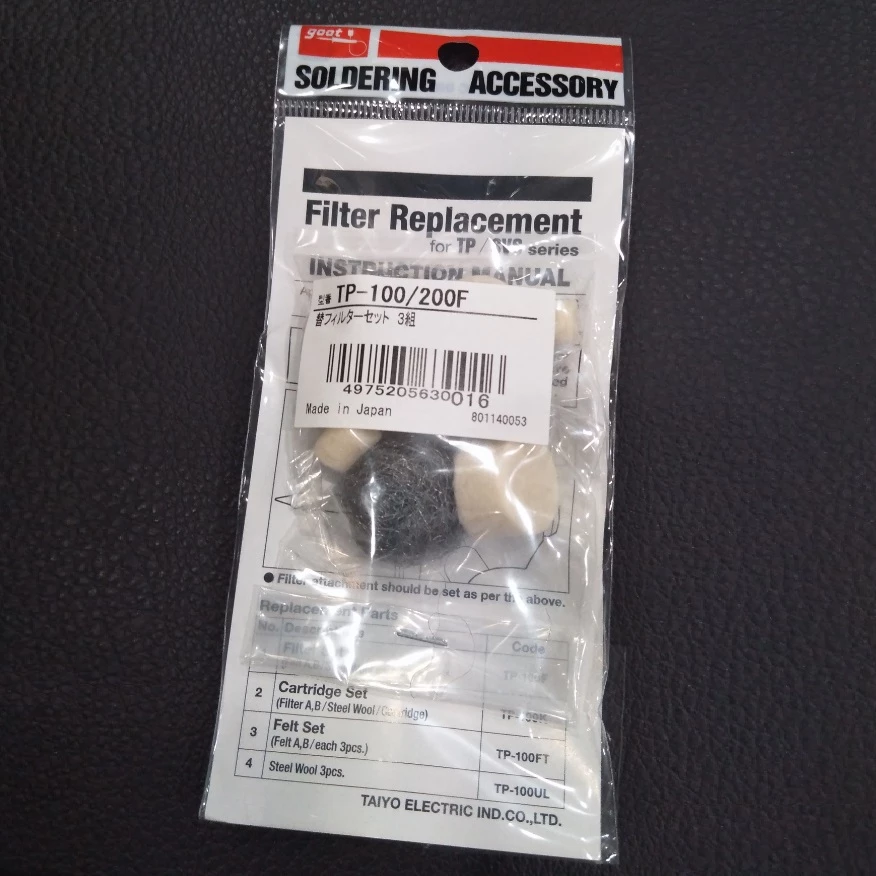 goot
SOLDERING ACCESSORY
Filter Replacement
for TP / SVS series
INSTRUCTION MANUAL
型番 TP-100/200F
替フィルターセット 3組
4975205630016
Made in Japan 801140053
● Filter attachment should be set as per the above.
Replacement Parts
No. Code
2 Cartridge Set
(Filter A,B/Steel Wool/Cartridge) TP-100K
3 Felt Set
(Felt A,B/each 3pcs.) TP-100FT
4 Steel Wool 3pcs. TP-100UL
TAIYO ELECTRIC IND.CO.,LTD.